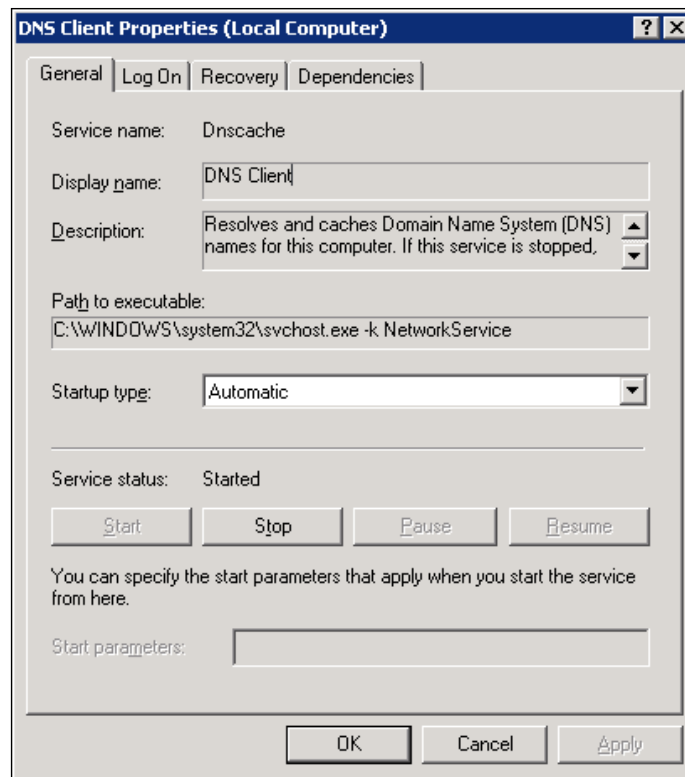 DNS Client Properties (Local Computer)
General Log On Recovery Dependencies
Service name: Dnscache
Display name: DNS Client
Description: Resolves and caches Domain Name System (DNS)
names for this computer. If this service is stopped,
Path to executable:
C:\WINDOWS\system32\svchost.exe -k NetworkService
Startup type: Automatic
Service status: Started
Start Stop Pause Resume
You can specify the start parameters that apply when you start the service
from here.
Start parameters:
OK Cancel Apply